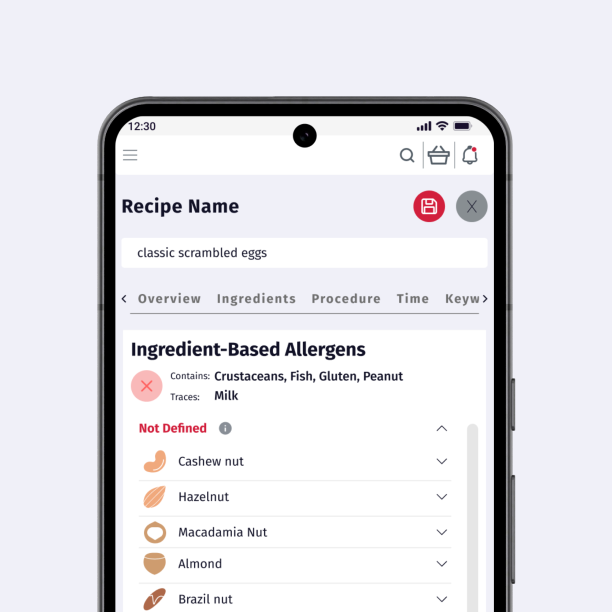 12:30
Recipe Name
X
classic scrambled eggs
Overview Ingredients Procedure Time Keyw
Ingredient-Based Allergens
Contains: Crustaceans, Fish, Gluten, Peanut
Traces: Milk
Not Defined i
Cashew nut
Hazelnut
Macadamia Nut
Almond
Brazil nut